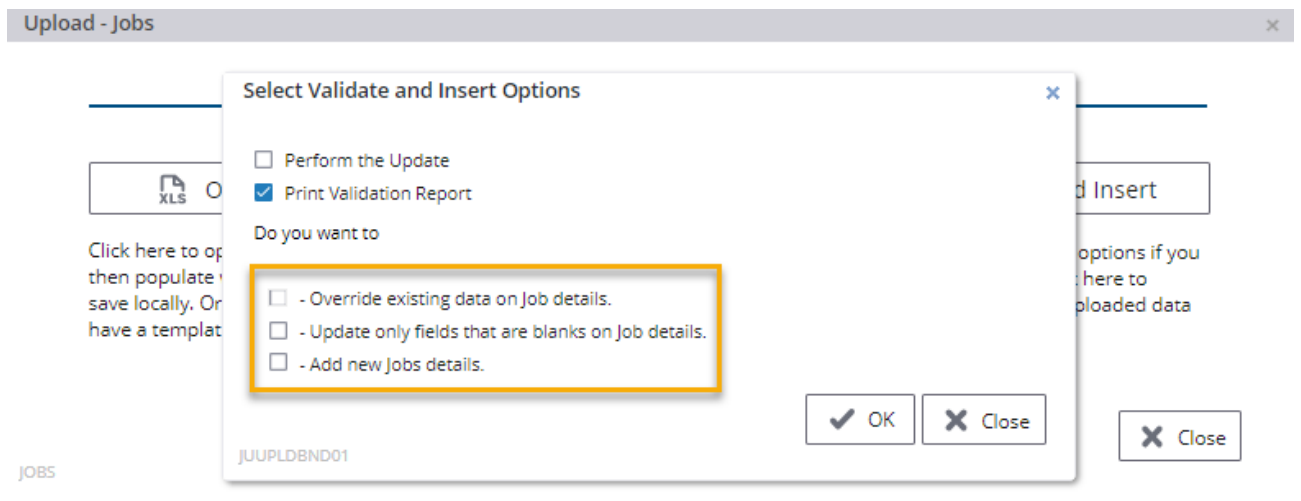 Upload - Jobs
Select Validate and Insert Options
Perform the Update
XLS O
Print Validation Report
d Insert
Do you want to
Click here to op
options if you
then populate
here to
- Override existing data on Job details.
save locally. Or
ploaded data
- Update only fields that are blanks on Job details.
have a templat
- Add new Jobs details.
OK
Close
Close
JUUPLDBND01
JOBS